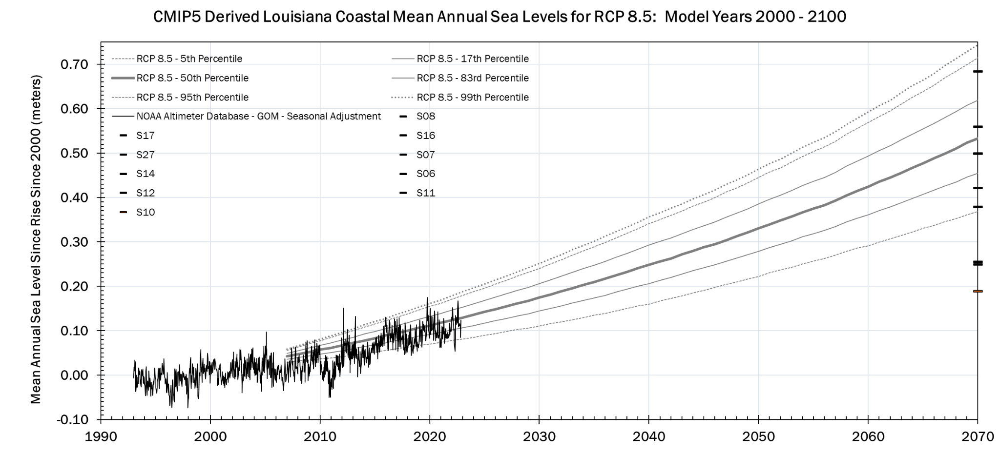 CMIP5 Derived Louisiana Coastal Mean Annual Sea Levels for RCP 8.5:  Model Years 2000 - 2100
Mean Annual Sea Level Since Rise Since 2000 (meters)
0.70
0.60
0.50
0.40
0.30
0.20
0.10
0.00
-0.10
RCP 8.5 - 5th Percentile
RCP 8.5 - 17th Percentile
RCP 8.5 - 50th Percentile
RCP 8.5 - 83rd Percentile
RCP 8.5 - 95th Percentile
RCP 8.5 - 99th Percentile
NOAA Altimeter Database - GOM - Seasonal Adjustment
S08
S17
S16
S27
S07
S14
S06
S12
S11
S10
1990 2000 2010 2020 2030 2040 2050 2060 2070